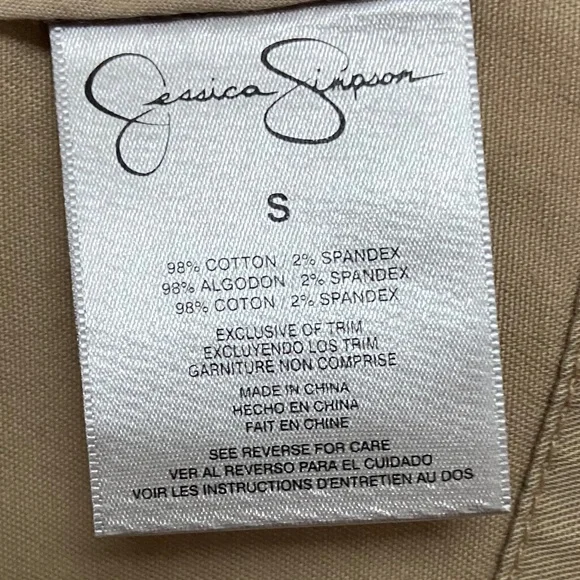 Jessica Simpson
S
98% COTTON / 2% SPANDEX
98% ALGODON / 2% SPANDEX
98% COTON / 2% SPANDEX
EXCLUSIVE OF TRIM
EXCLUYENDO LOS TRIM
GARNITURE NON COMPRISE
MADE IN CHINA
HECHO EN CHINA
FAIT EN CHINE
SEE REVERSE FOR CARE
VER AL REVERSO PARA EL CUIDADO
VOIR LES INSTRUCTIONS D'ENTRETIEN AU DOS